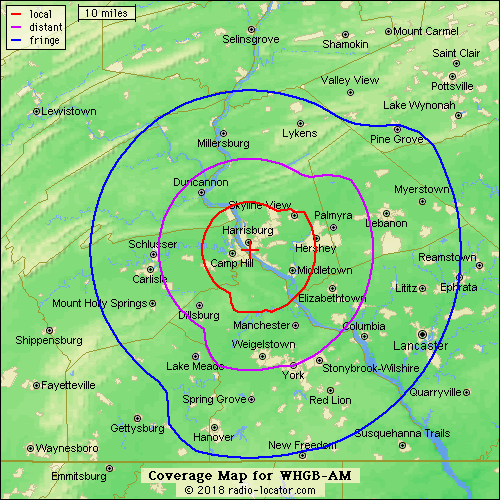 local
distant
fringe
10 miles
Selinsgrove
Shamokin
Mount Carmel
Saint Clair
Valley View
Pottsville
Lewistown
Lake Wynonah
Lykens
Millersburg
Pine Grove
Duncannon
Myerstown
Skyline View
Palmyra
Lebanon
Harrisburg
Schlusser
Hershey
Camp Hill
Reamstown
Carlisle
Middletown
Ephrata
Elizabethtown
Lititz
Mount Holly Springs
Dillsburg
Manchester
Columbia
Shippensburg
Weigelstown
Lancaster
Lake Meade
York
Stonybrook-Wilshire
Fayetteville
Spring Grove
Red Lion
Quarryville
Gettysburg
Hanover
Susquehanna Trails
Waynesboro
New Freedom
Emmitsburg
Coverage Map for WHGB-AM
© 2018 radio-locator.com